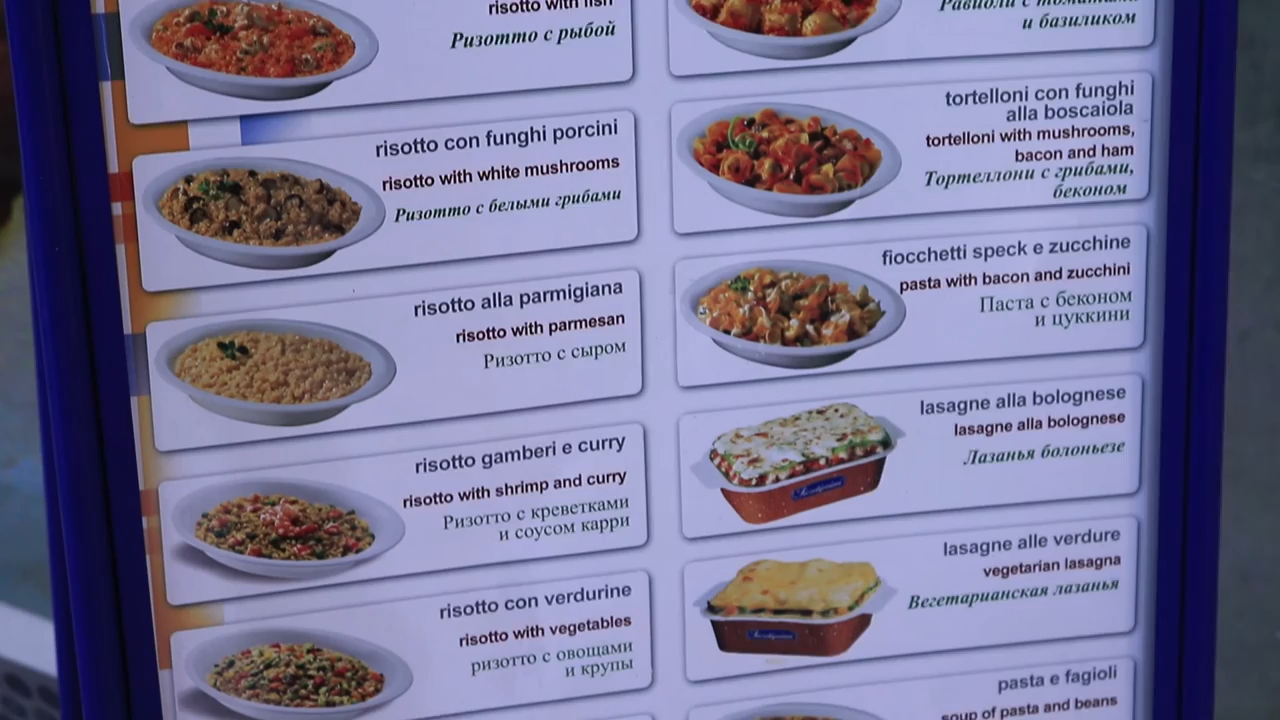 risotto with fish
Ризотто с рыбой
risotto con funghi porcini
risotto with white mushrooms
Ризотто с белыми грибами
risotto alla parmigiana
risotto with parmesan
Ризотто с сыром
risotto gamberi e curry
risotto with shrimp and curry
Ризотто с креветками
и соусом карри
risotto con verdurine
risotto with vegetables
ризотто с овощами
и крупы
Равиоли с томатами
и базиликом
tortelloni con funghi
alla boscaiola
tortelloni with mushrooms,
bacon and ham
Тортеллони с грибами,
беконом
fiocchetti speck e zucchine
pasta with bacon and zucchini
Паста с беконом
и цуккини
lasagne alla bolognese
lasagne alla bolognese
Лазанья болоньезе
lasagne alle verdure
vegetarian lasagna
Вегетарианская лазанья
pasta e fagioli
soup of pasta and beans